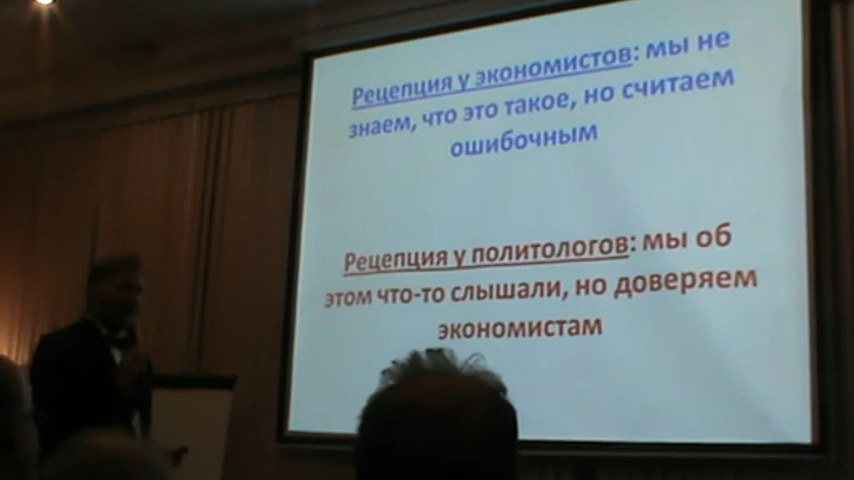 Рецепция у экономистов: мы не
знаем, что это такое, но считаем
ошибочным
Рецепция у политологов: мы об
этом что-то слышали, но доверяем
экономистам